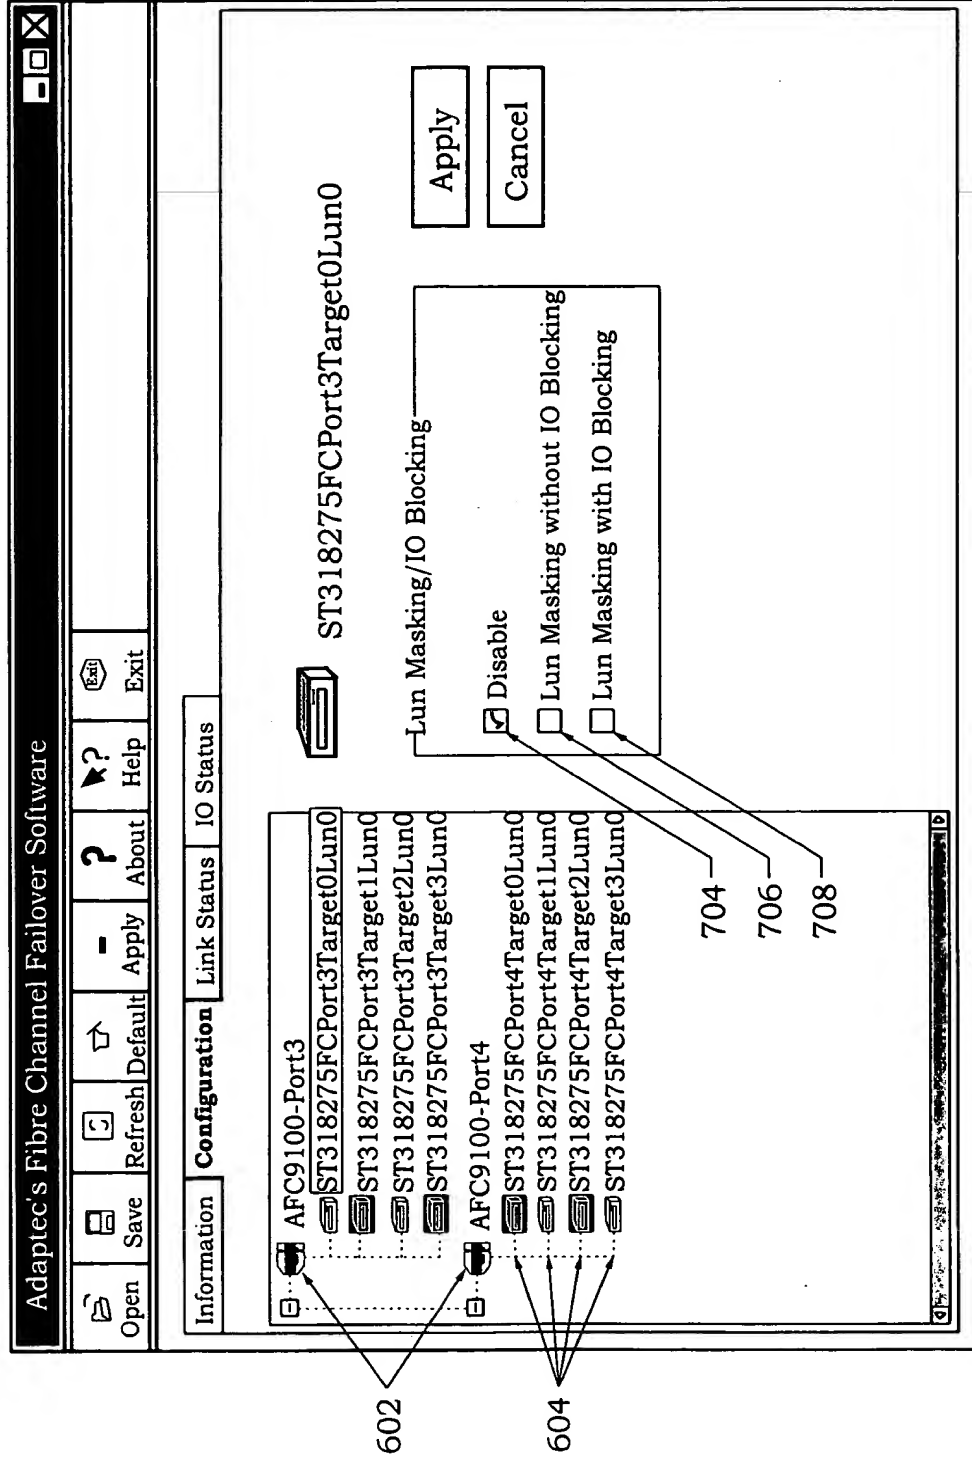 Adaptec's Fibre Channel Failover Software
Open
Save
Refresh
Default
Apply
About
Help
Exit
Exit
Information
Configuration
Link Status
IO Status
AFC9100-Port3
ST318275FCPort3Target0Lun0
ST318275FCPort3Target1Lun0
ST318275FCPort3Target2Lun0
ST318275FCPort3Target3Lun0
AFC9100-Port4
ST318275FCPort4Target0Lun0
ST318275FCPort4Target1Lun0
ST318275FCPort4Target2Lun0
ST318275FCPort4Target3Lun0
ST318275FCPort3Target0Lun0
Lun Masking/IO Blocking
Disable
Lun Masking without IO Blocking
Lun Masking with IO Blocking
Apply
Cancel
602
604
704
706
708